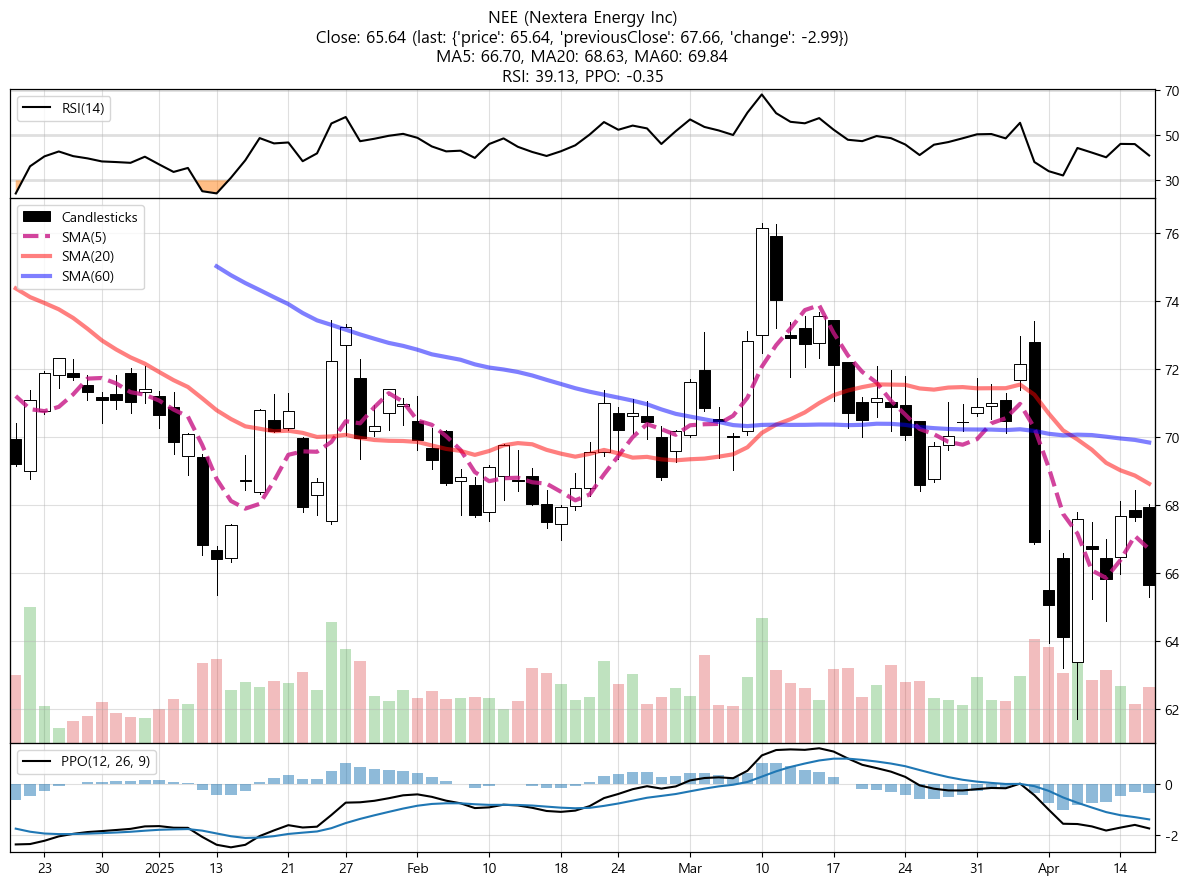 NEE (Nextera Energy Inc)
Close: 65.64 (last: {'price': 65.64, 'previousClose': 67.66, 'change': -2.99})
MA5: 66.70, MA20: 68.63, MA60: 69.84
RSI: 39.13, PPO: -0.35
RSI(14)
70
50
30
Candlesticks
SMA(5)
SMA(20)
SMA(60)
76
74
72
70
68
66
64
62
PPO(12, 26, 9)
0
-2
23 30 2025 13 21 27 Feb 10 18 24 Mar 10 17 24 31 Apr 14